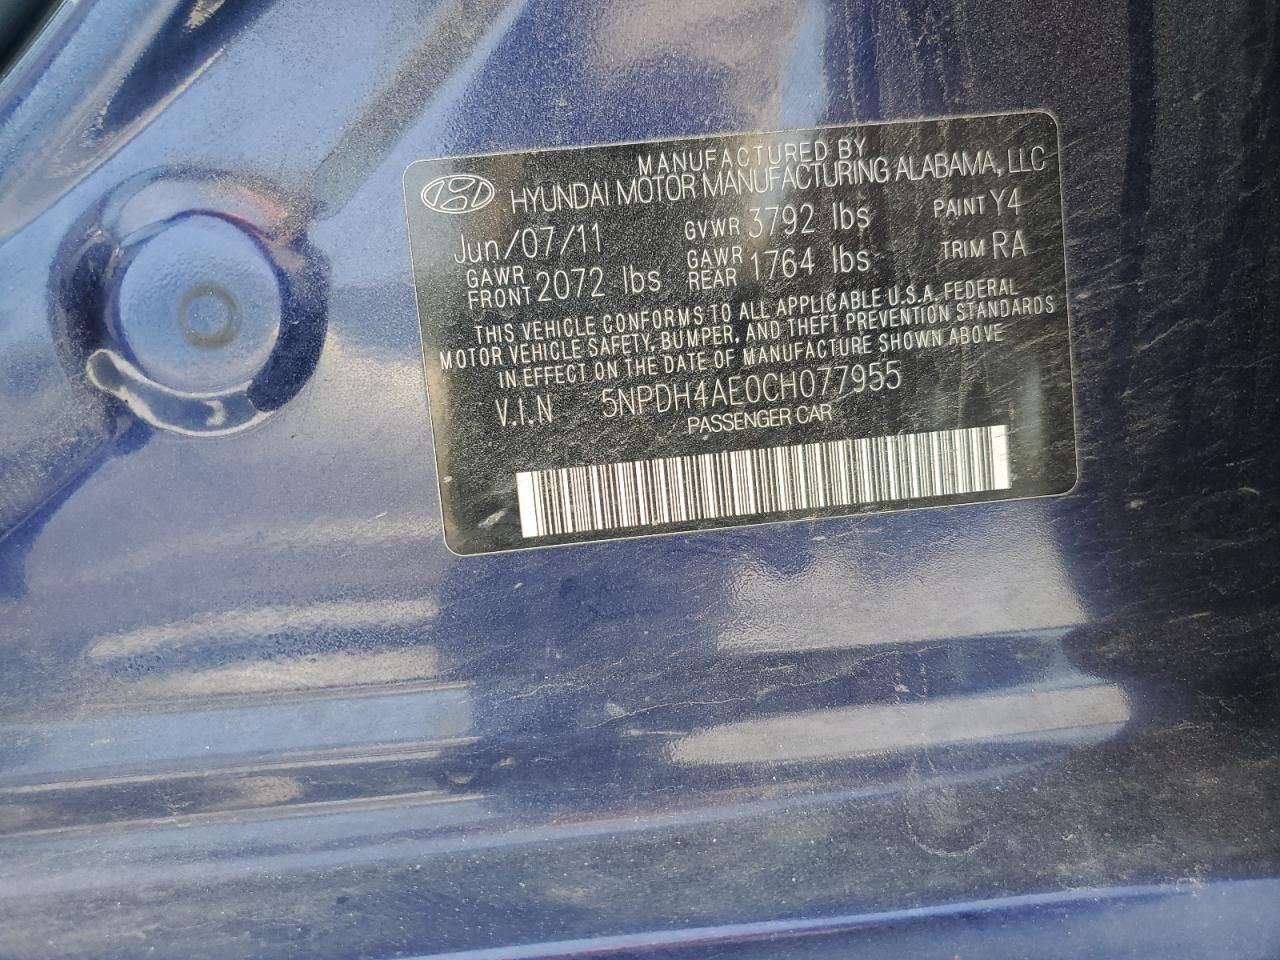 MANUFACTURED BY
HYUNDAI MOTOR MANUFACTURING ALABAMA, LLC
Jun/07/11 GVWR 3792 lbs PAINT Y4
GAWR FRONT 2072 lbs GAWR REAR 1764 lbs TRIM RA
THIS VEHICLE CONFORMS TO ALL APPLICABLE U.S.A. FEDERAL
MOTOR VEHICLE SAFETY, BUMPER, AND THEFT PREVENTION STANDARDS
IN EFFECT ON THE DATE OF MANUFACTURE SHOWN ABOVE
V.I.N 5NPDH4AE0CH077955
PASSENGER CAR